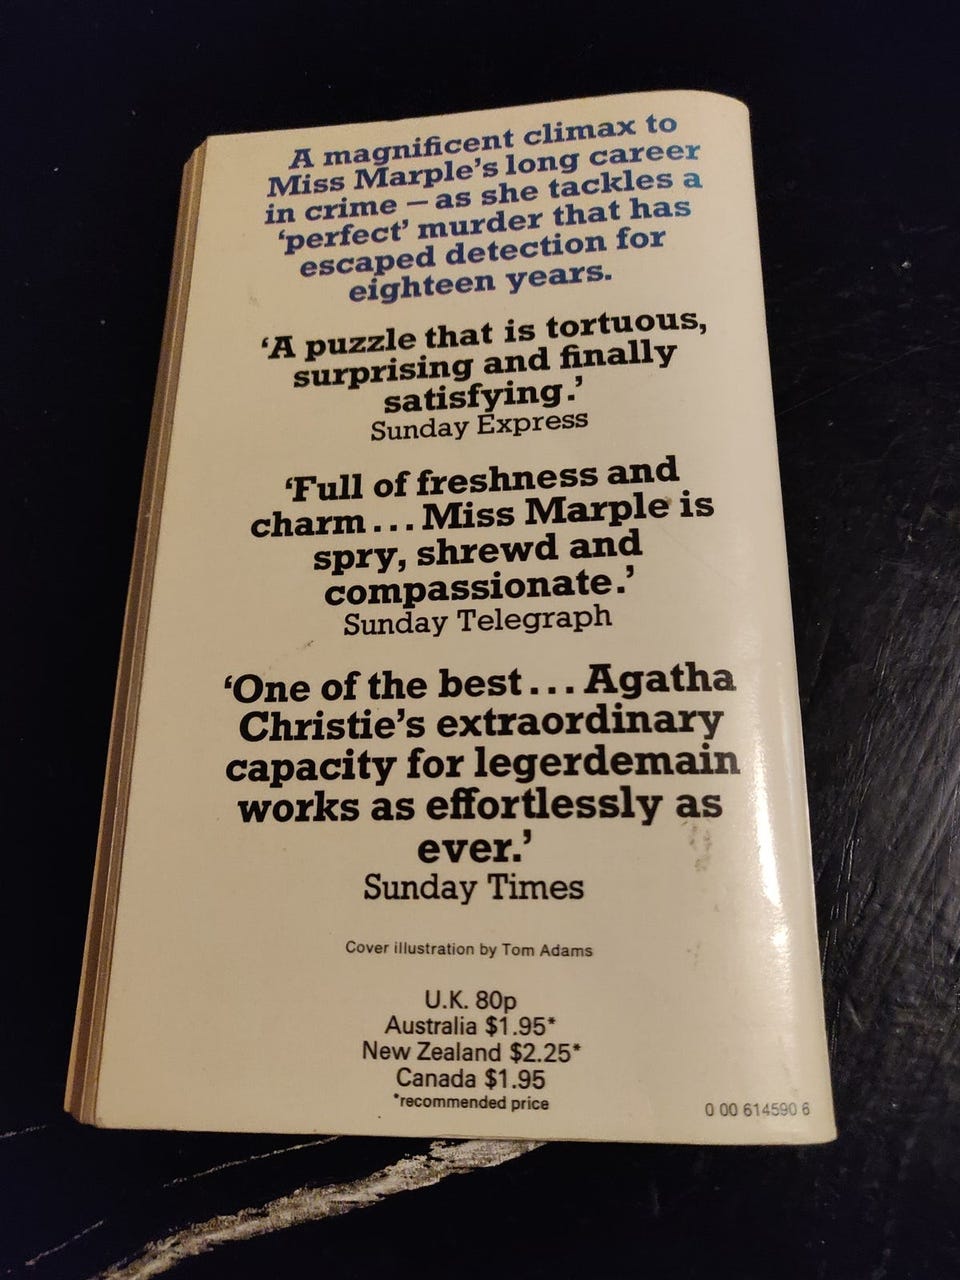 A magnificent climax to
Miss Marple's long career
in crime – as she tackles a
‘perfect’ murder that has
escaped detection for
eighteen years.
‘A puzzle that is tortuous,
surprising and finally
satisfying.’
Sunday Express
‘Full of freshness and
charm . . . Miss Marple is
spry, shrewd and
compassionate.’
Sunday Telegraph
‘One of the best . . . Agatha
Christie’s extraordinary
capacity for legerdemain
works as effortlessly as
ever.’
Sunday Times
Cover illustration by Tom Adams
U.K. 80p
Australia $1.95*
New Zealand $2.25*
Canada $1.95
*recommended price
0 00 614590 6